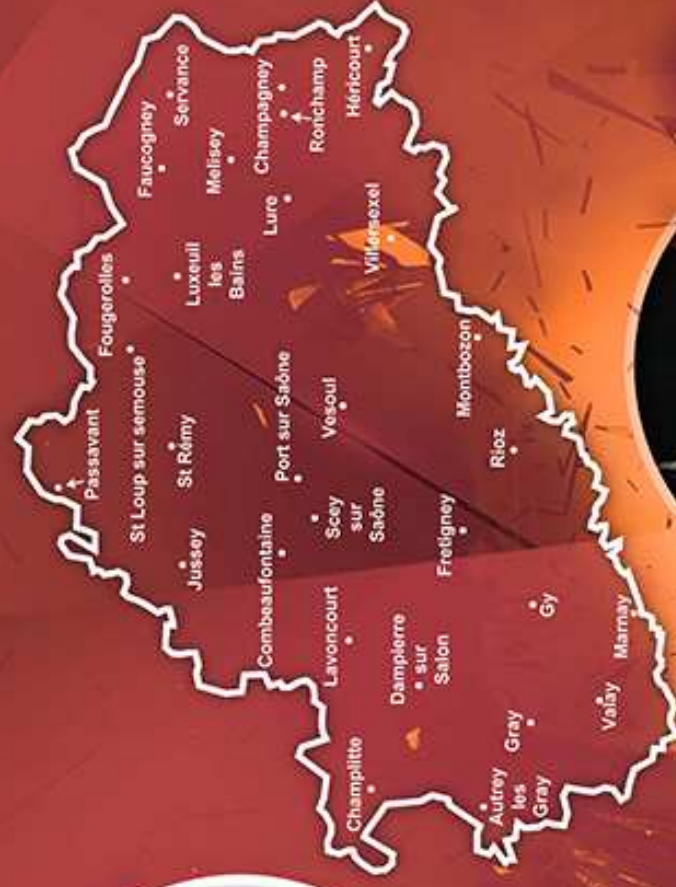 Passavant
Fougerolles
Faucogney
Servance
St Loup sur semouse
Luxeuil
les
Bains
St Rémy
Jussey
Melisey
Champagney
Ronchamp
Héricourt
Lure
Port sur Saône
Combeaufontaine
Vesoul
Scey
sur
Saône
Villersexel
Lavoncourt
Champlitte
Dampierre
sur
Salon
Fretigney
Montbozon
Rioz
Autrey
les
Gray
Gray
Gy
Valay
Marnay